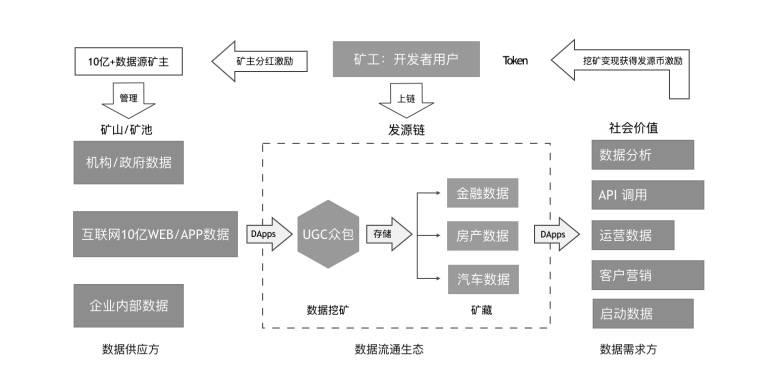 10亿+数据源矿主
矿主分红激励
矿工：开发者用户
Token
挖矿变现获得发源币激励
管理
上链
矿山/矿池
发源链
社会价值
机构/政府数据
互联网10亿WEB/APP数据
企业内部数据
DApps
UGC众包
存储
金融数据
房产数据
汽车数据
DApps
数据分析
API 调用
运营数据
客户营销
启动数据
数据挖矿
矿藏
数据供应方
数据流通生态
数据需求方